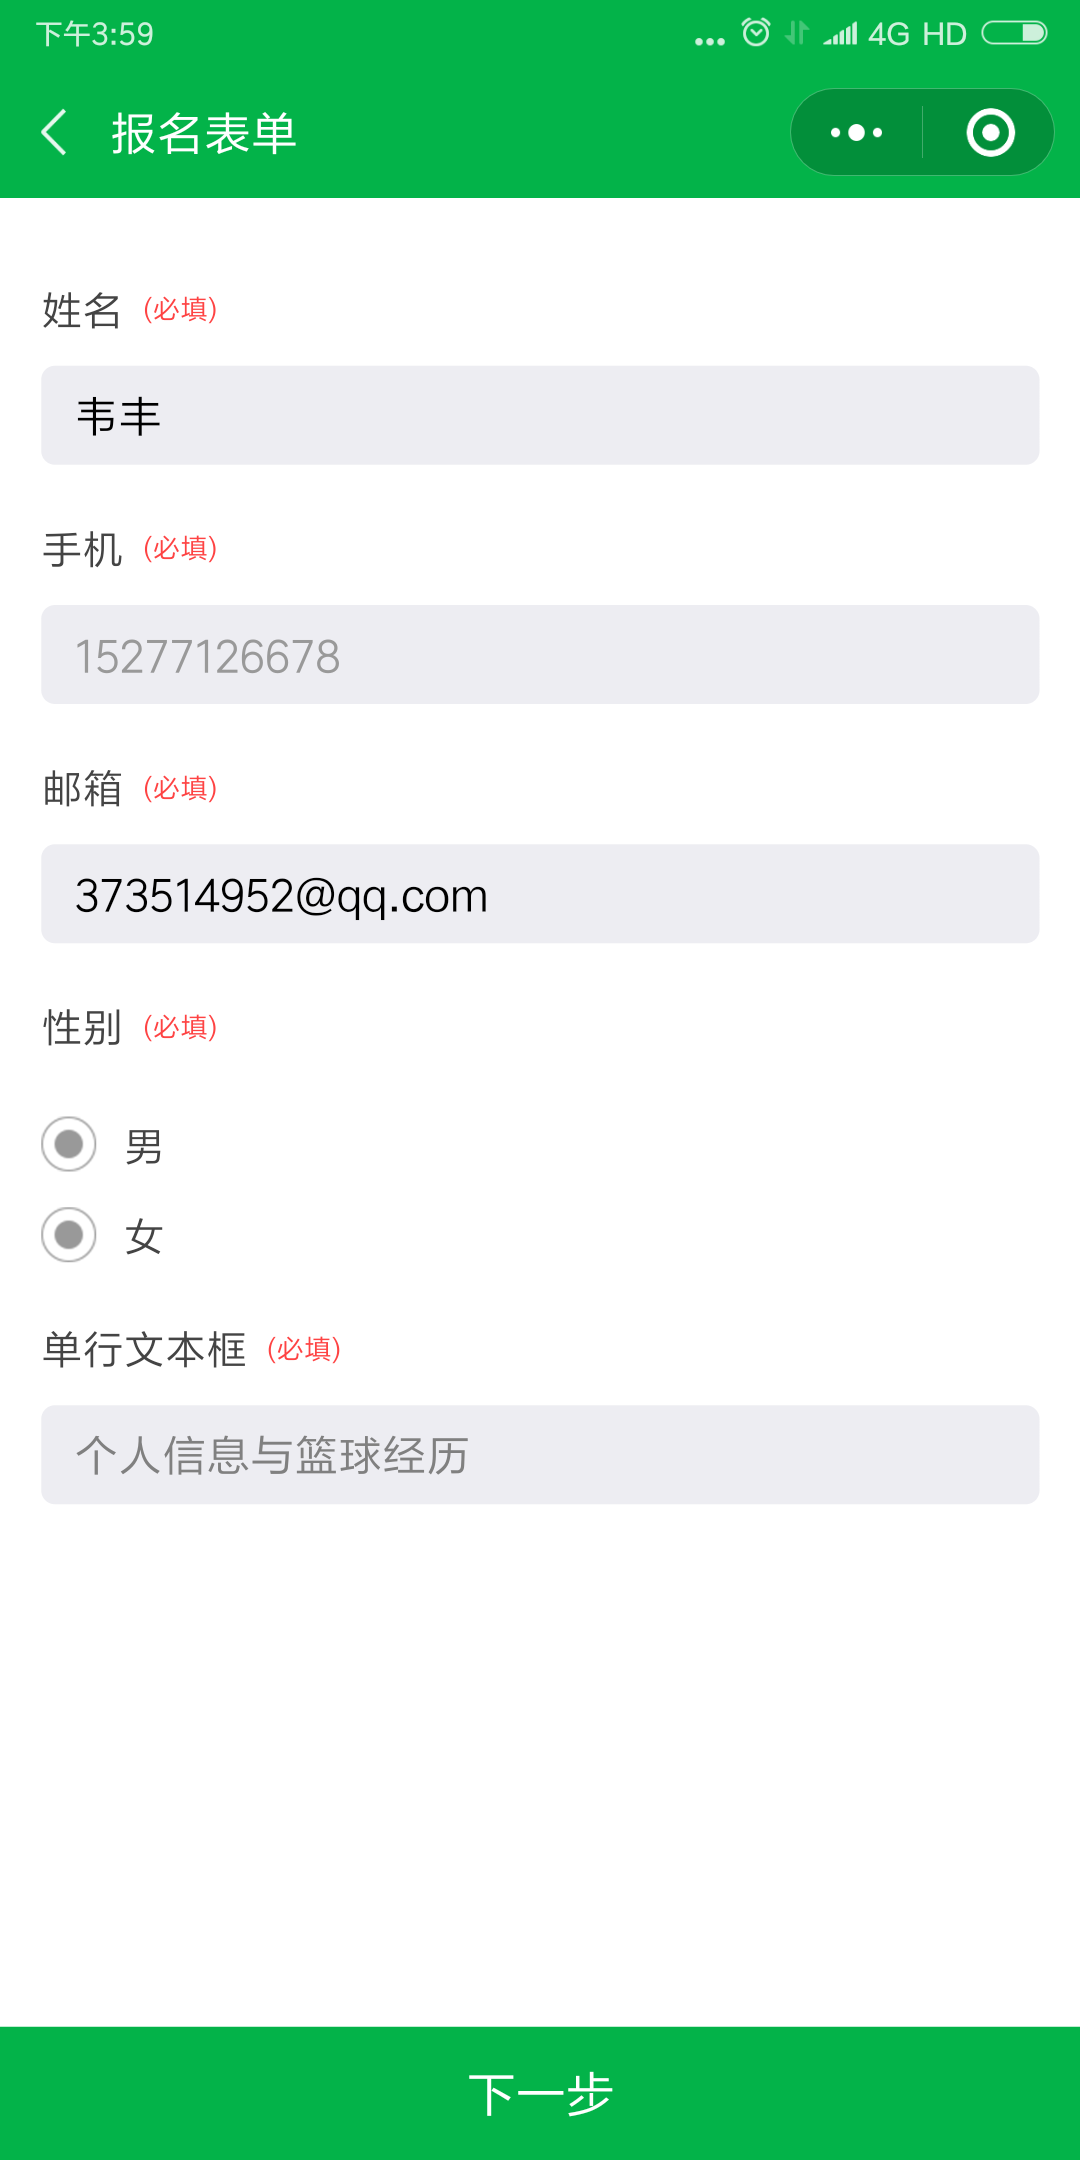 下午3:59
... 4G HD
报名表单
姓名 (必填)
韦丰
手机 (必填)
15277126678
邮箱 (必填)
373514952@qq.com
性别 (必填)
男
女
单行文本框 (必填)
个人信息与篮球经历
下一步